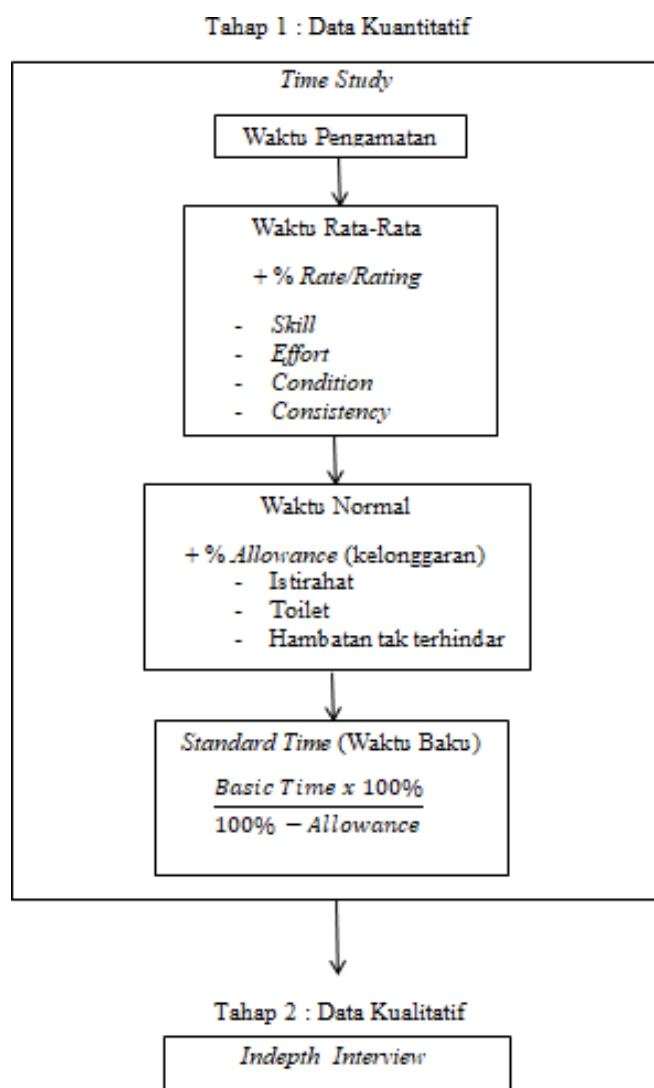 Tahap 1 : Data Kuantitatif
Time Study
Waktu Pengamatan
Waktu Rata-Rata
+ % Rate/Rating
- Skill
- Effort
- Condition
- Consistency
Waktu Normal
+ % Allowance (kelonggaran)
- Istirahat
- Toilet
- Hambatan tak terhindar
Standard Time (Waktu Baku)
Basic Time x 100%
100% − Allowance
Tahap 2 : Data Kualitatif
Indepth Interview